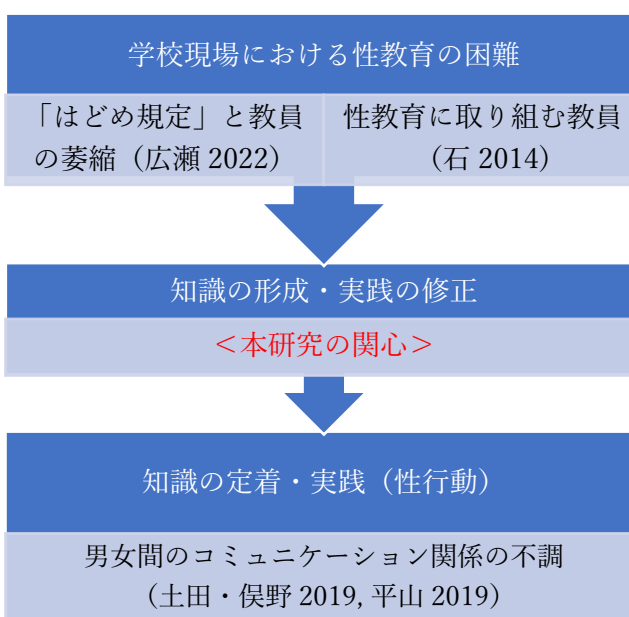 学校現場における性教育の困難
「はどめ規定」と教員
の萎縮（広瀬 2022）
性教育に取り組む教員
（石 2014）
知識の形成・実践の修正
＜本研究の関心＞
知識の定着・実践（性行動）
男女間のコミュニケーション関係の不調
（土田・俣野 2019, 平山 2019）